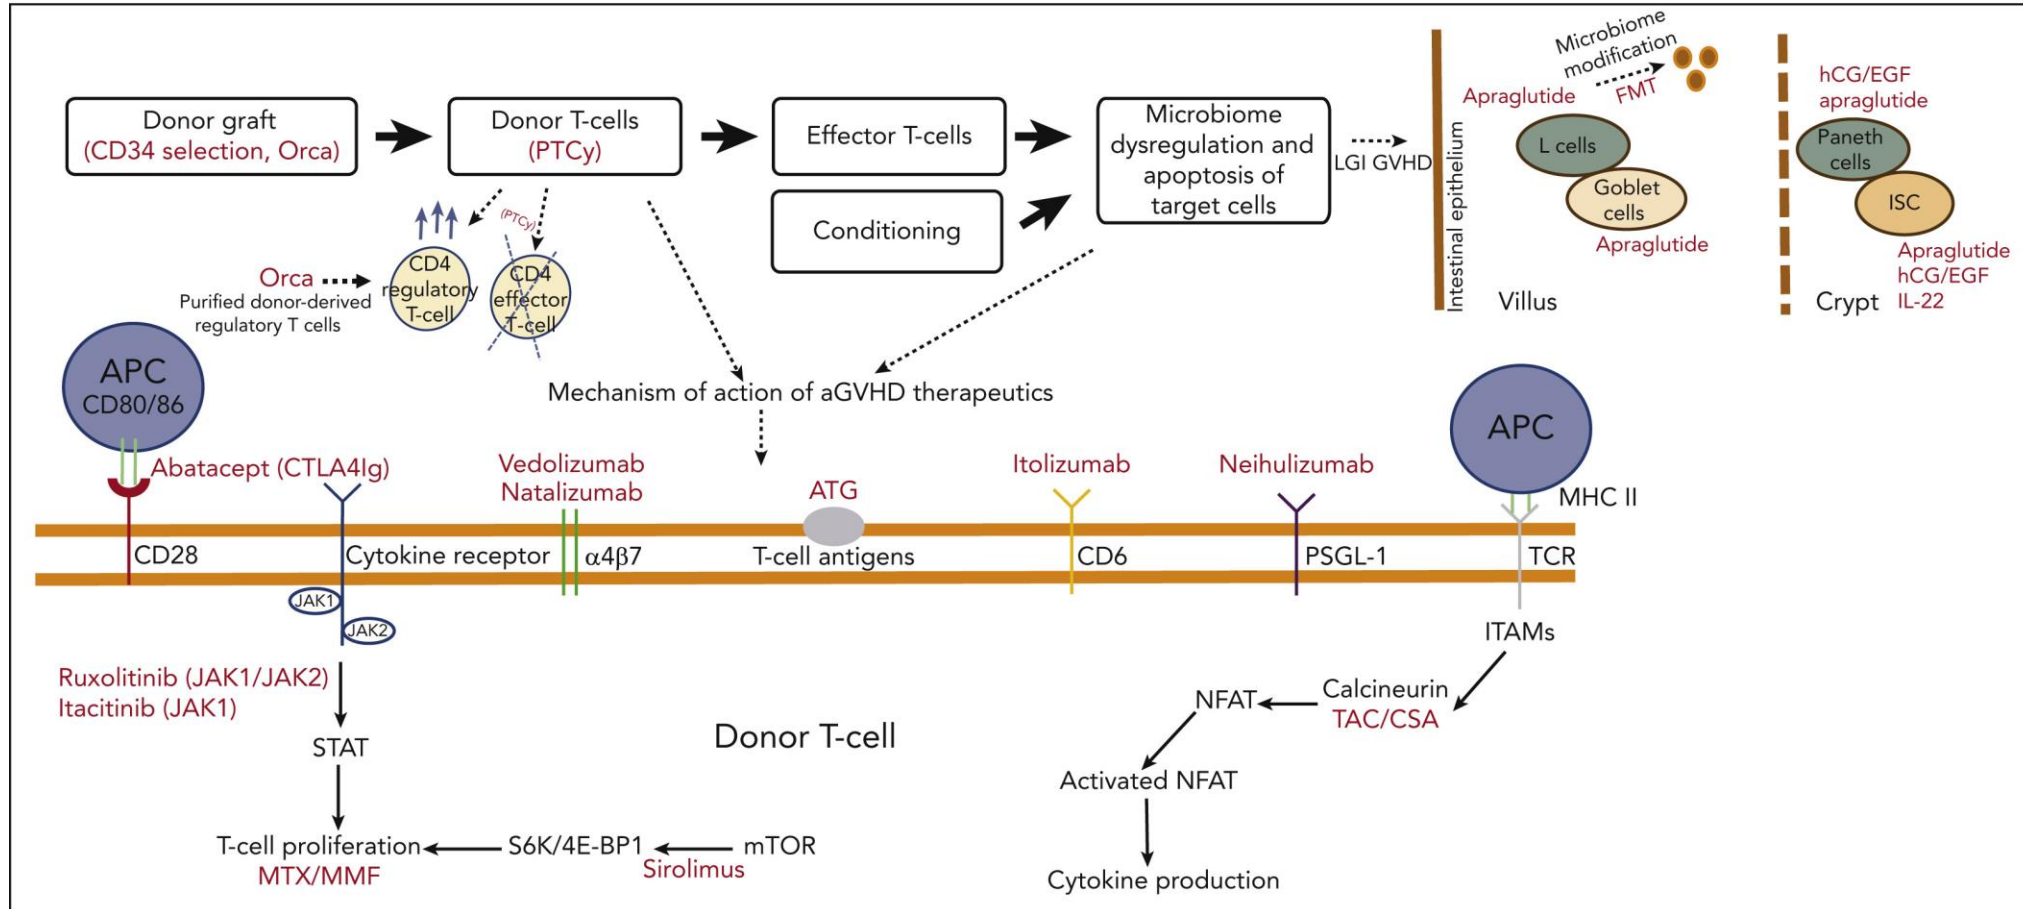 Donor graft
(CD34 selection, Orca)
Donor T-cells
(PTCy)
Effector T-cells
Conditioning
Microbiome
dysregulation and
apoptosis of
target cells
LGI GVHD
Intestinal epithelium
Apraglutide
Microbiome
modification
FMT
L cells
Goblet
cells
Apraglutide
Villus
hCG/EGF
apraglutide
Paneth
cells
ISC
Apraglutide
hCG/EGF
IL-22
Crypt
(PTCy)
Orca
Purified donor-derived
regulatory T cells
CD4
regulatory
T-cell
CD4
effector
T-cell
Mechanism of action of aGVHD therapeutics
APC
CD80/86
Abatacept (CTLA4Ig)
Vedolizumab
Natalizumab
ATG
Itolizumab
Neihulizumab
APC
MHC II
CD28
Cytokine receptor
α4β7
T-cell antigens
CD6
PSGL-1
TCR
JAK1
JAK2
ITAMs
Ruxolitinib (JAK1/JAK2)
Itacitinib (JAK1)
STAT
T-cell proliferation
MTX/MMF
S6K/4E-BP1
Sirolimus
mTOR
Donor T-cell
Calcineurin
TAC/CSA
NFAT
Activated NFAT
Cytokine production